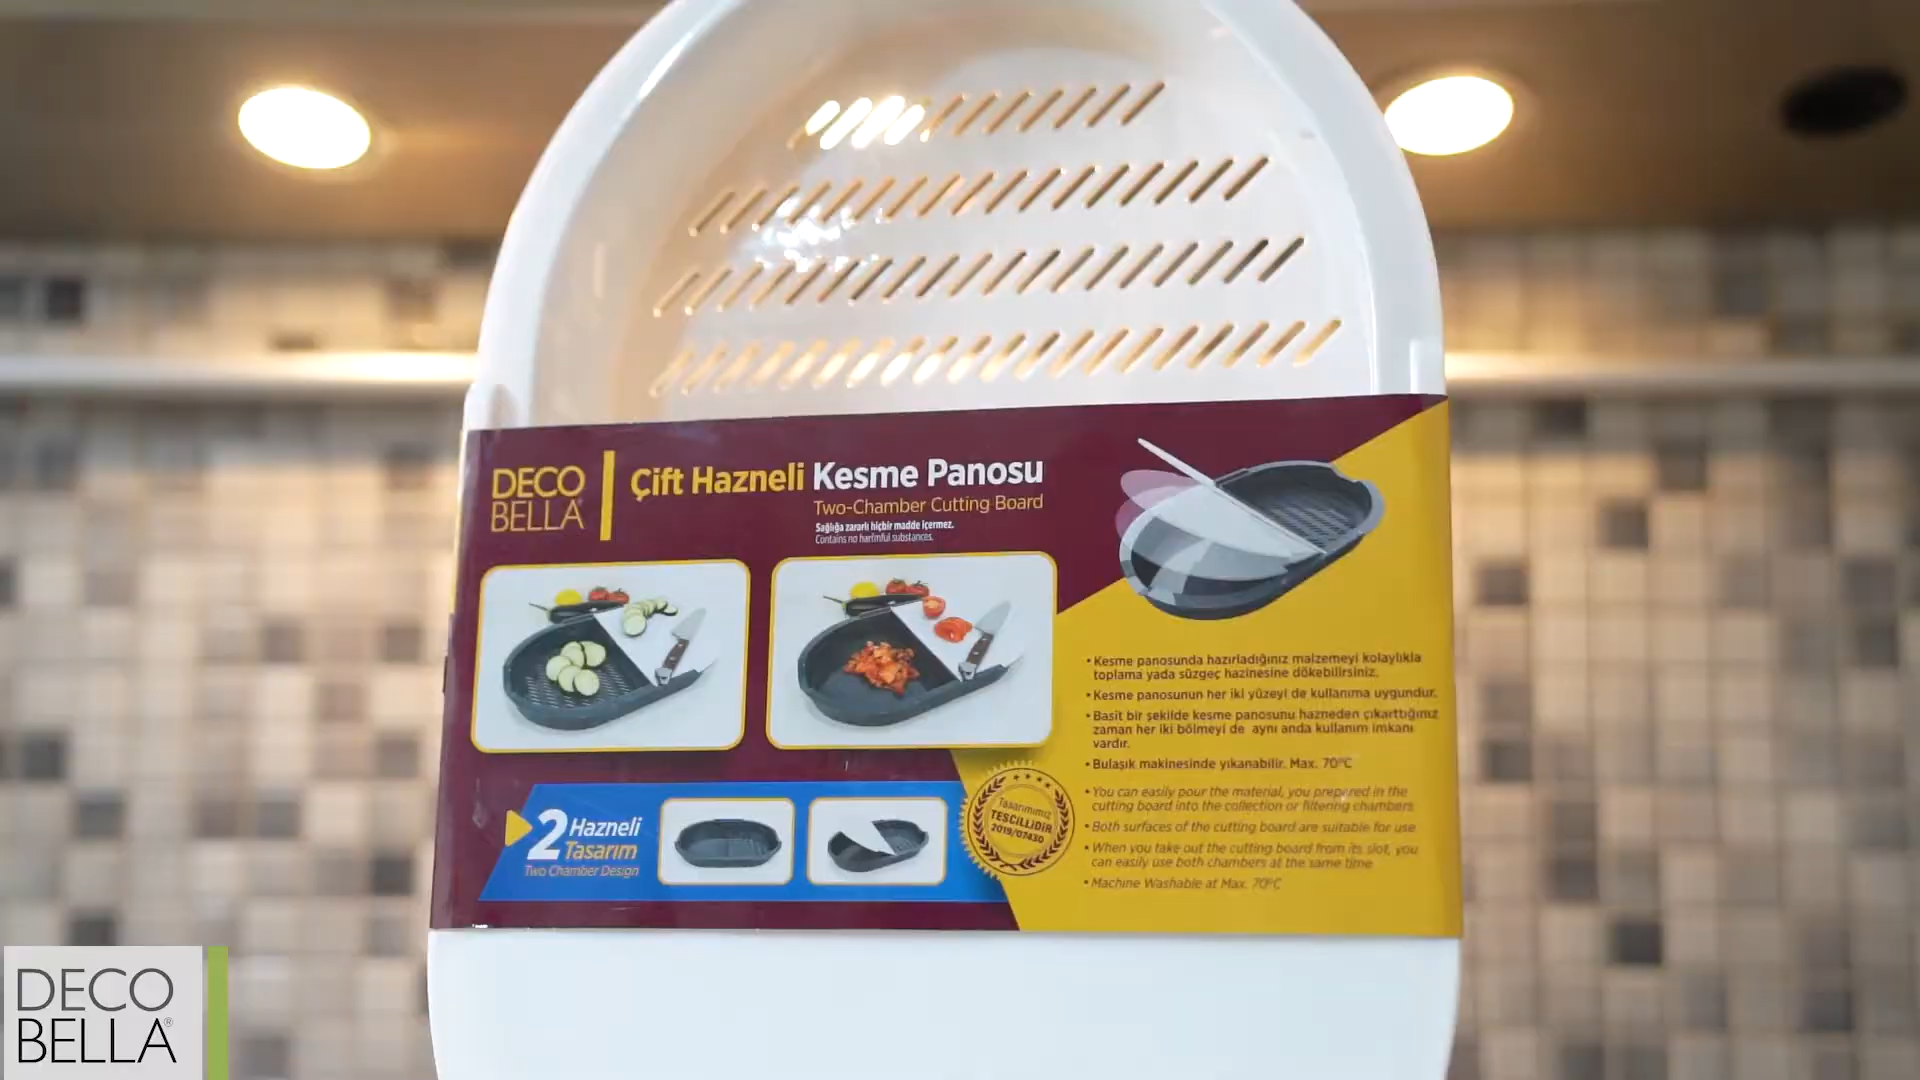 DECO
BELLA
Çift Hazneli Kesme Panosu
Two-Chamber Cutting Board
Sağlığa zararlı hiçbir madde içermez.
Contains no harfmful substances.
• Kesme panosunda hazırladığınız malzemeyi kolaylıkla
toplama yada süzgeç hazinesine dökebilirsiniz.
• Kesme panosunun her iki yüzeyi de kullanıma uygundur.
• Basit bir şekilde kesme panosunu hazneden çıkarttığınız
zaman her iki bölmeyi de aynı anda kullanım imkanı
vardır.
• Bulaşık makinesinde yıkanabilir. Max. 70°C
• You can easily pour the material, you prepared in the
cutting board into the collection or filtering chambers
• Both surfaces of the cutting board are suitable for use
• When you take out the cutting board from its slot, you
can easily use both chambers at the same time
• Machine Washable at Max. 70°C
2 Hazneli
Tasarım
Two Chamber Design
Tasarımımız
TESCİLLİDİR
2019/07430
DECO
BELLA®